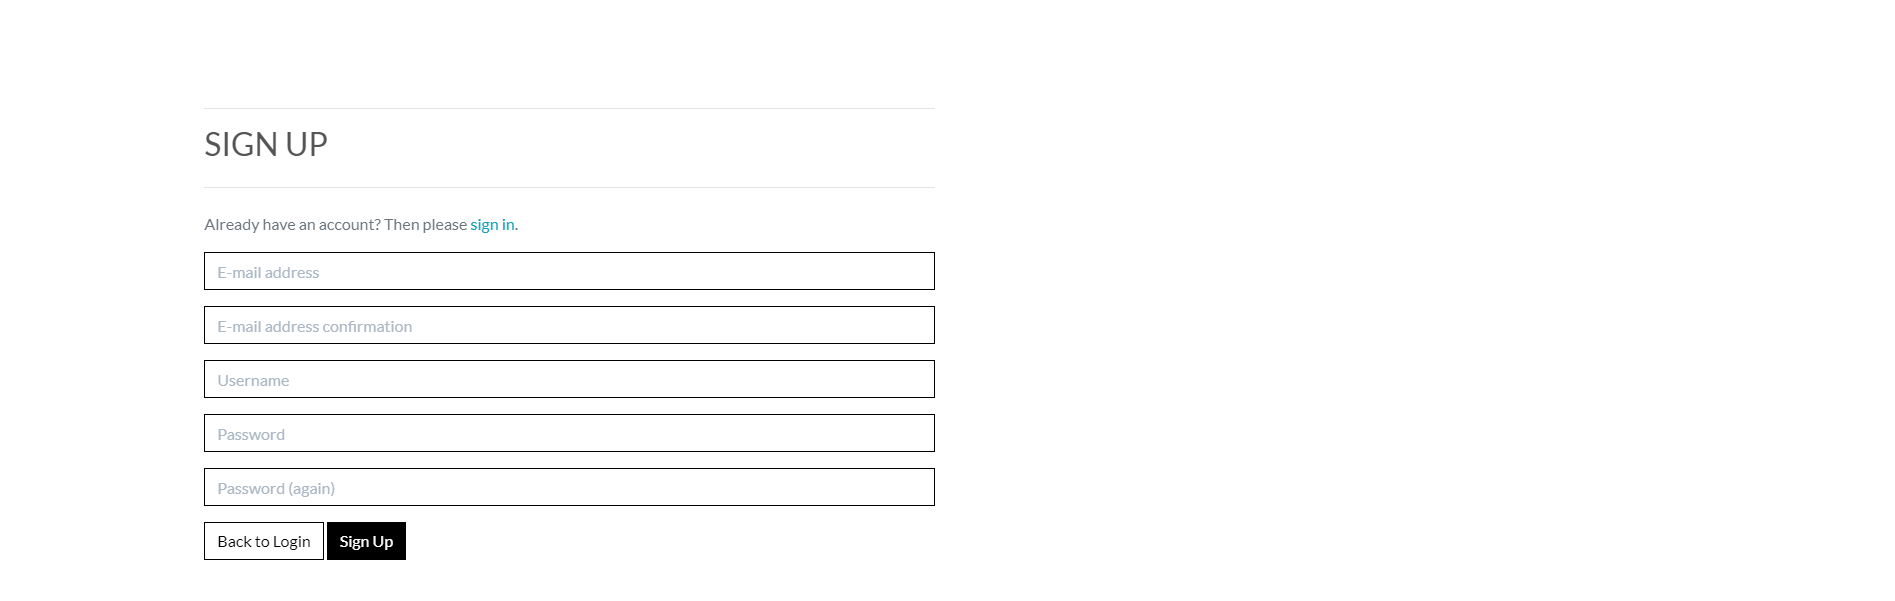 SIGN UP
Already have an account? Then please sign in.
E-mail address
E-mail address confirmation
Username
Password
Password (again)
Back to Login Sign Up